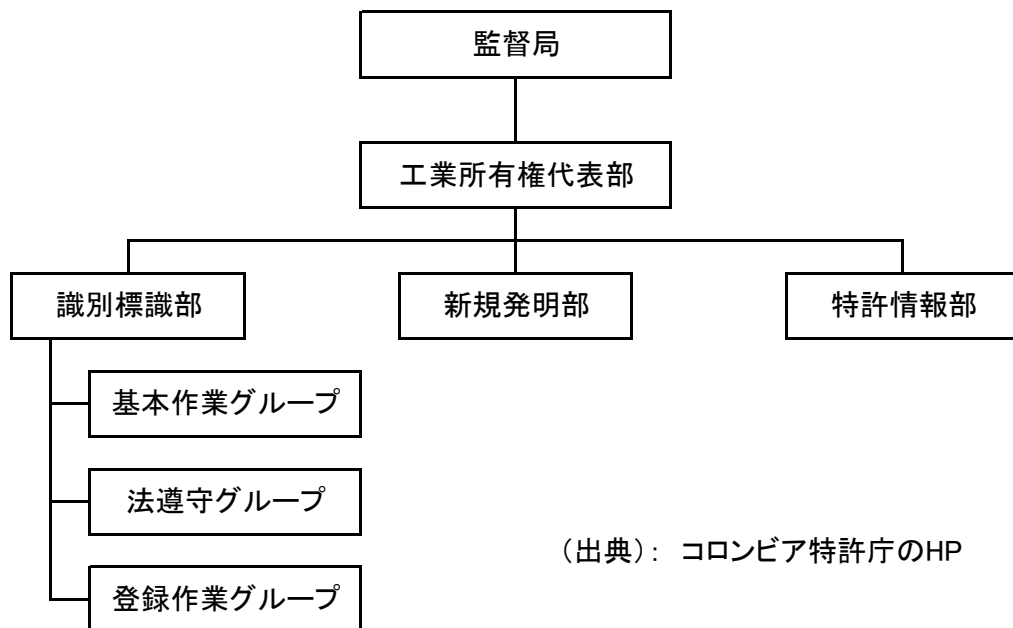 監督局
工業所有権代表部
識別標識部
新規発明部
特許情報部
基本作業グループ
法遵守グループ
登録作業グループ
（出典）： コロンビア特許庁のHP